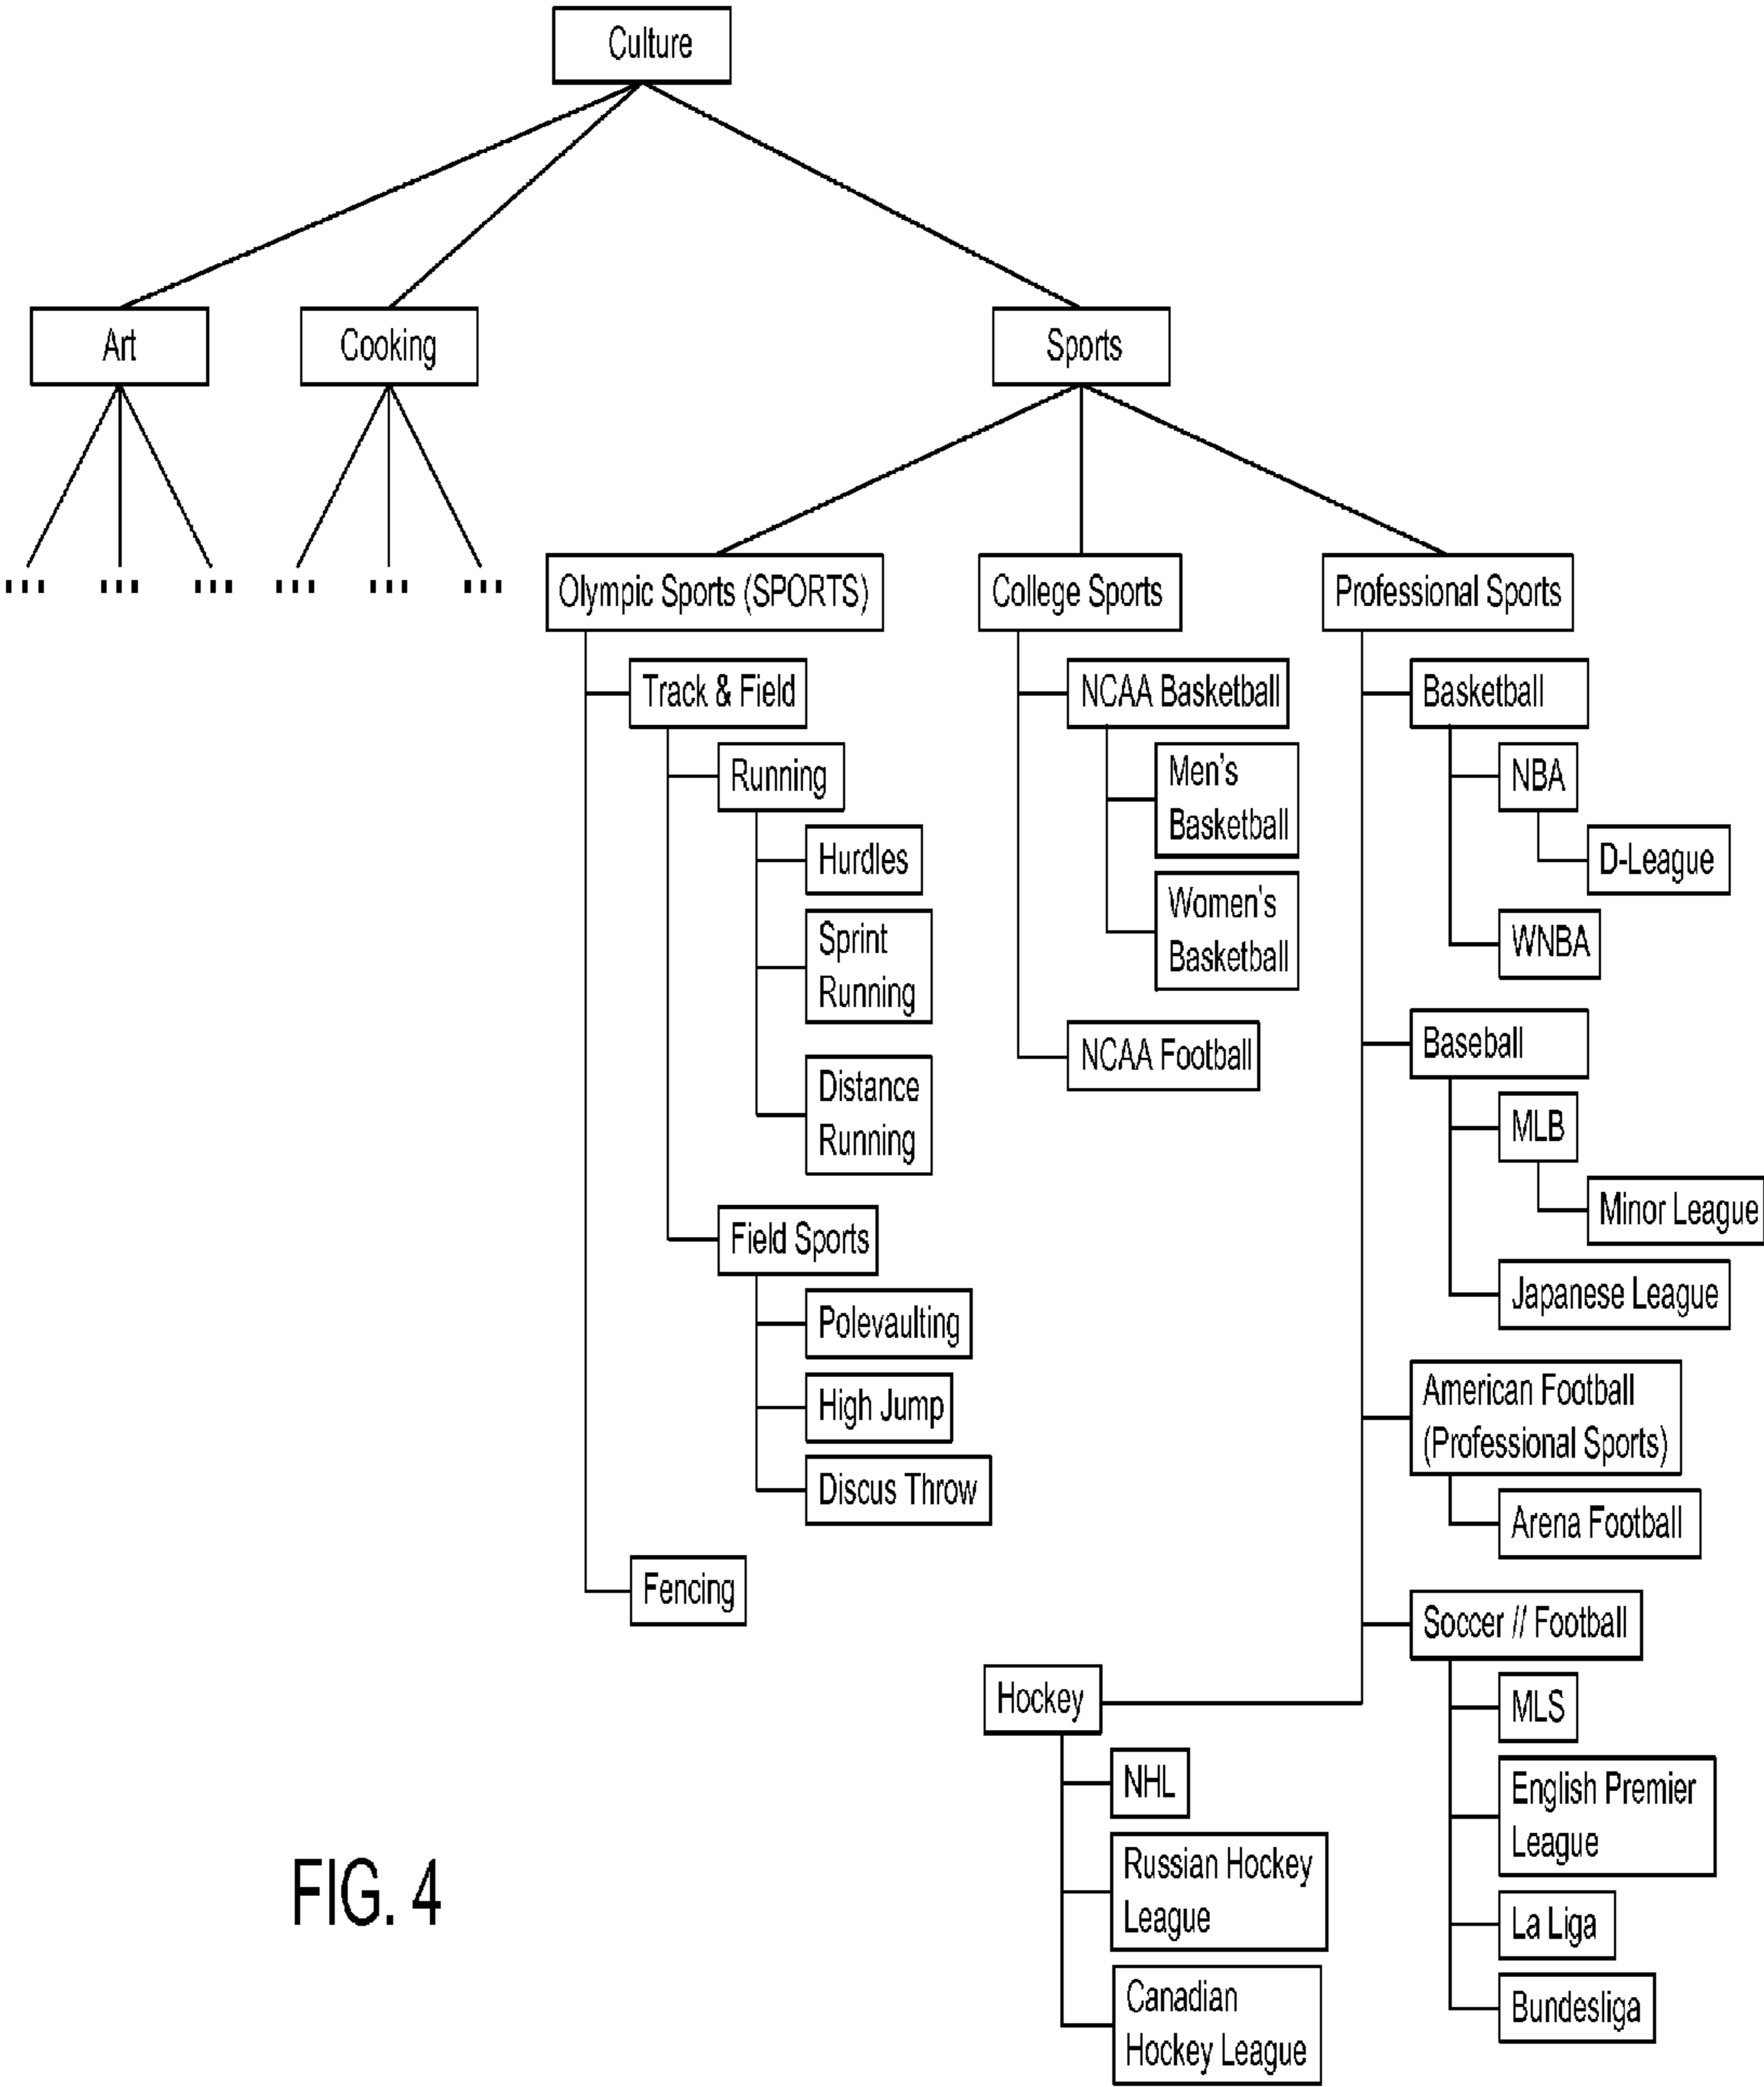 Culture
Art
Cooking
Sports
...
...
...
...
...
...
Olympic Sports (SPORTS)
College Sports
Professional Sports
Track & Field
Running
Hurdles
Sprint
Running
Distance
Running
Field Sports
Polevaulting
High Jump
Discus Throw
Fencing
NCAA Basketball
Men's
Basketball
Women's
Basketball
NCAA Football
Basketball
NBA
D-League
WNBA
Baseball
MLB
Minor League
Japanese League
American Football
(Professional Sports)
Arena Football
Soccer // Football
MLS
English Premier
League
La Liga
Bundesliga
Hockey
NHL
Russian Hockey
League
Canadian
Hockey League
FIG. 4